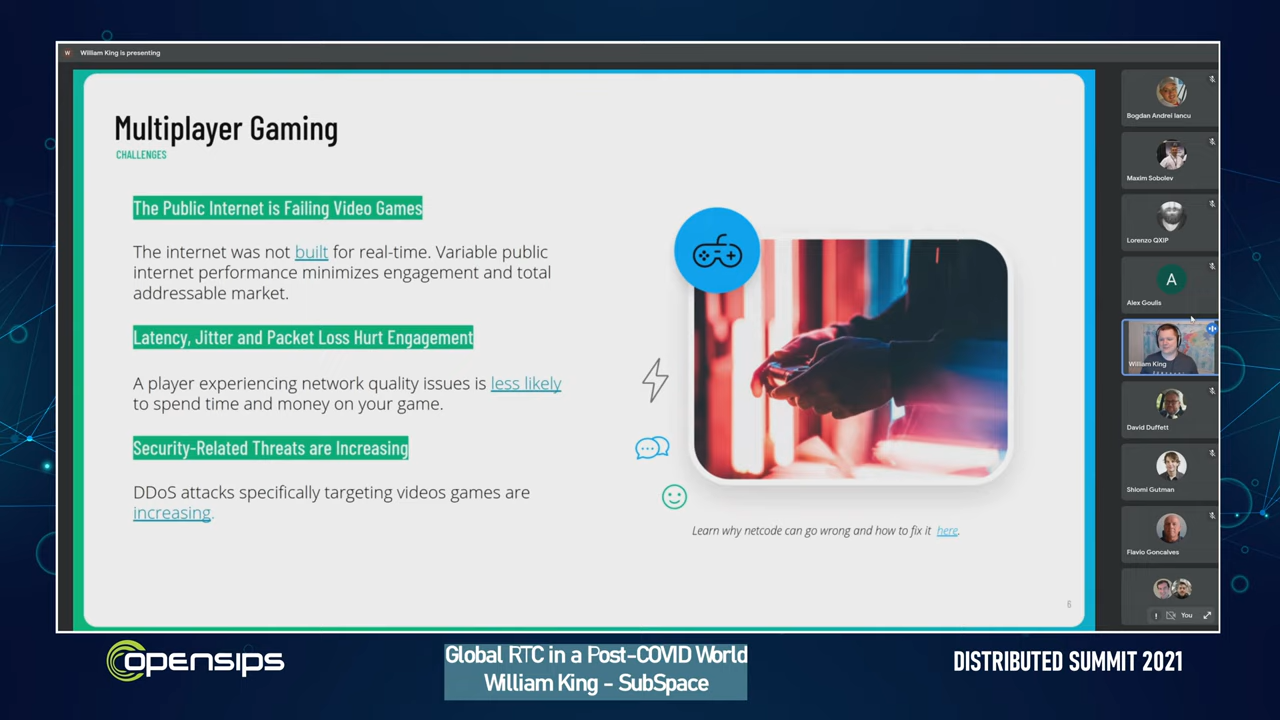 W William King is presenting
Multiplayer Gaming
CHALLENGES
The Public Internet is Failing Video Games
The internet was not built for real-time. Variable public
internet performance minimizes engagement and total
addressable market.
Latency, Jitter and Packet Loss Hurt Engagement
A player experiencing network quality issues is less likely
to spend time and money on your game.
Security-Related Threats are Increasing
DDoS attacks specifically targeting videos games are
increasing.
Learn why netcode can go wrong and how to fix it here.
6
Bogdan Andrei Iancu
Maxim Sobolev
Lorenzo QXIP
A
Alex Goulis
William King
David Duffett
Shlomi Gutman
Flavio Goncalves
You
OPENSIPS
Global RTC in a Post-COVID World
William King - SubSpace
DISTRIBUTED SUMMIT 2021